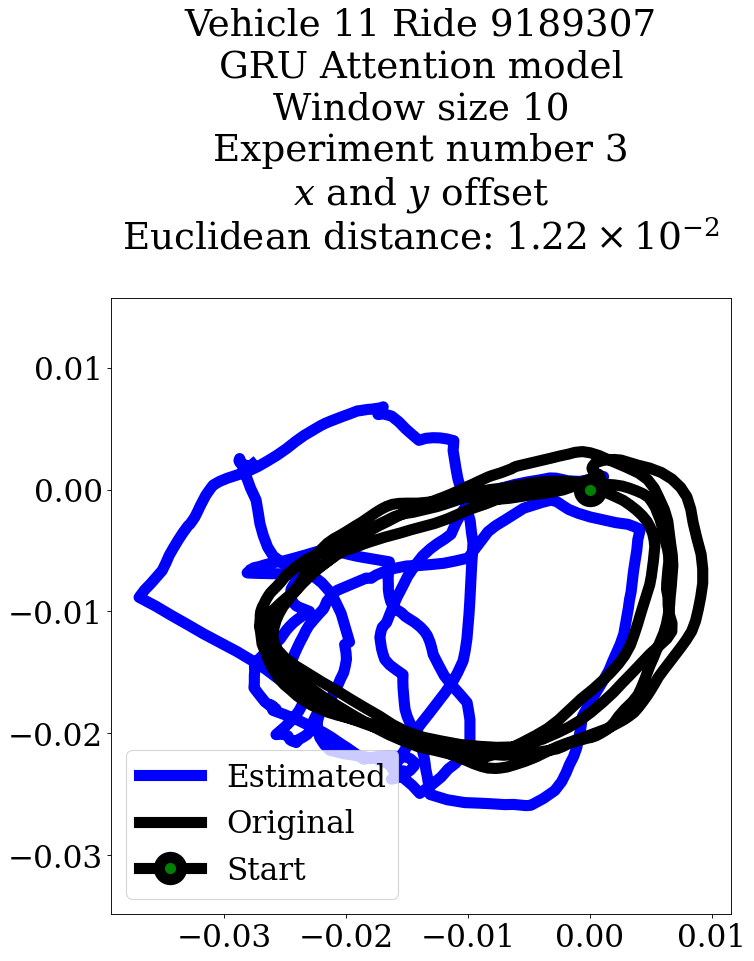 Vehicle 11 Ride 9189307
GRU Attention model
Window size 10
Experiment number 3
x and y offset
Euclidean distance: 1.22 × 10⁻²
0.01
0.00
−0.01
−0.02
−0.03
Estimated
Original
Start
−0.03 −0.02 −0.01 0.00 0.01